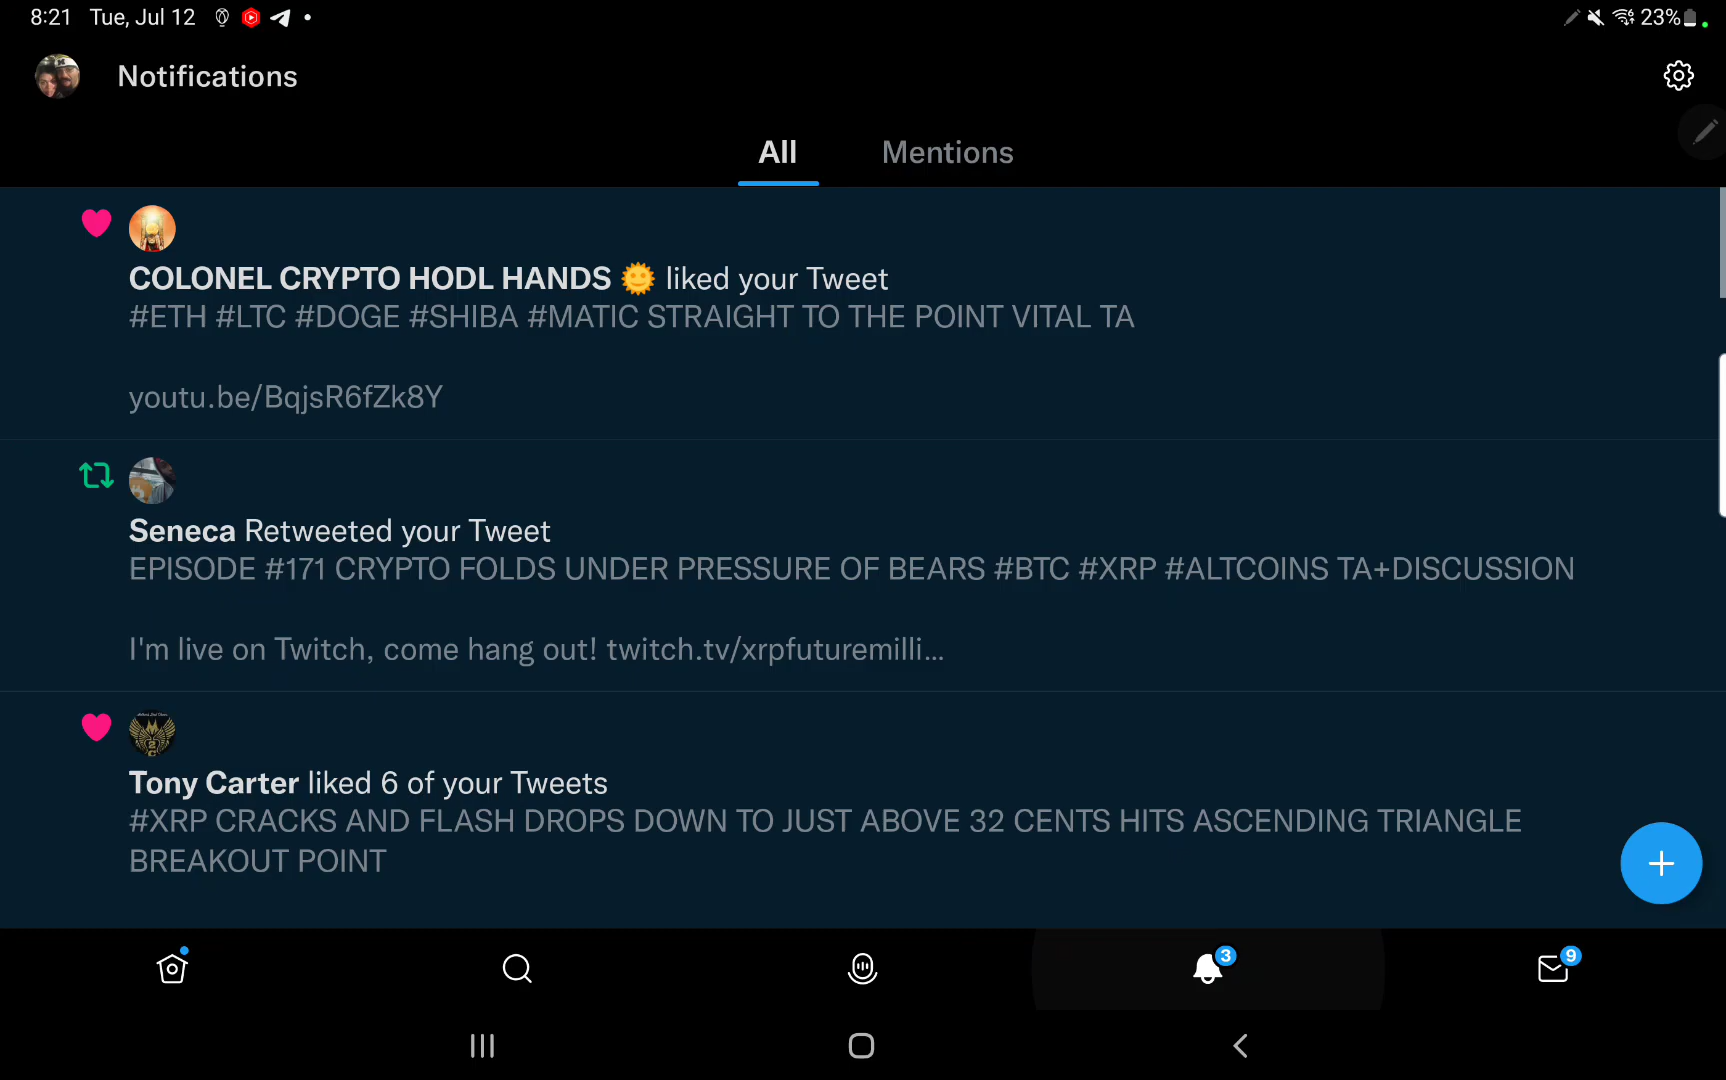 8:21 Tue, Jul 12
23%
Notifications
All Mentions
COLONEL CRYPTO HODL HANDS 🌞 liked your Tweet
#ETH #LTC #DOGE #SHIBA #MATIC STRAIGHT TO THE POINT VITAL TA
youtu.be/BqjsR6fZk8Y
Seneca Retweeted your Tweet
EPISODE #171 CRYPTO FOLDS UNDER PRESSURE OF BEARS #BTC #XRP #ALTCOINS TA+DISCUSSION
I'm live on Twitch, come hang out! twitch.tv/xrpfuturemilli...
Tony Carter liked 6 of your Tweets
#XRP CRACKS AND FLASH DROPS DOWN TO JUST ABOVE 32 CENTS HITS ASCENDING TRIANGLE
BREAKOUT POINT
3
9